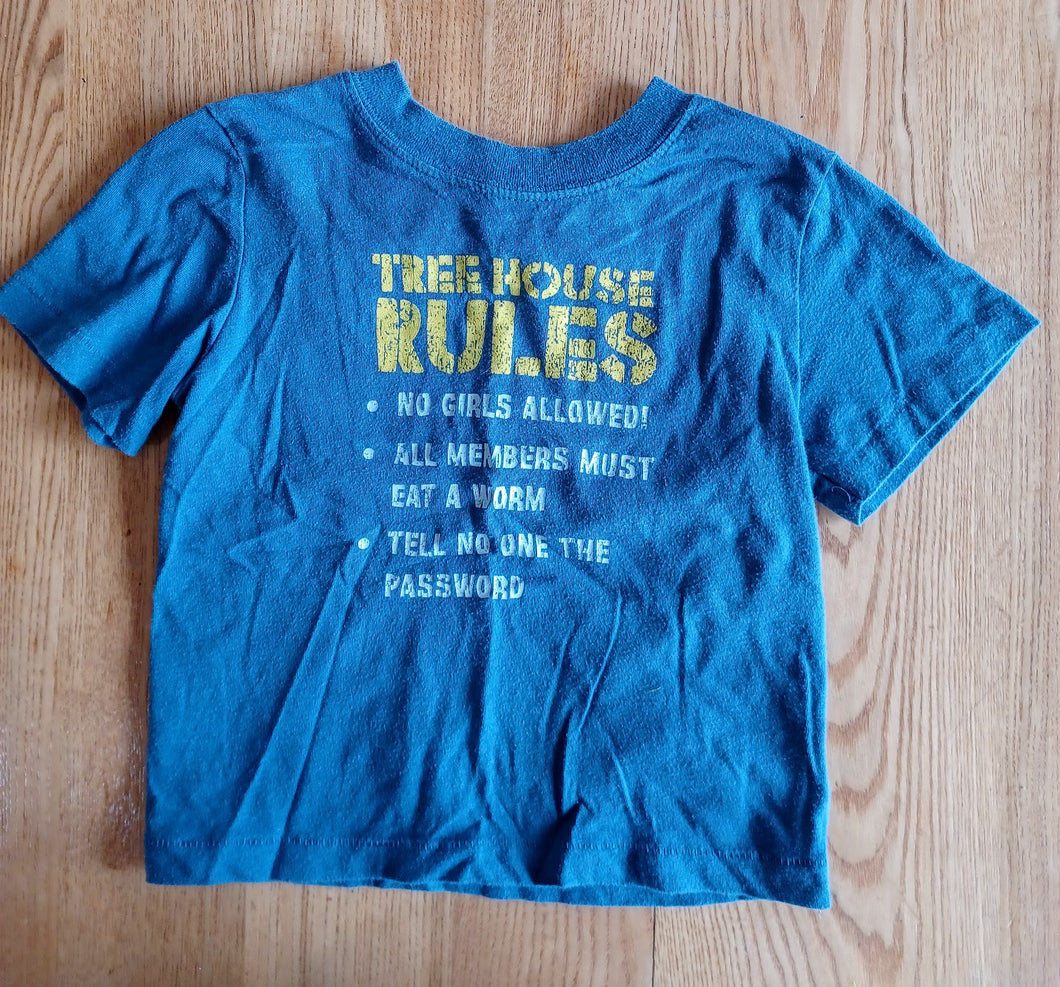 TREE HOUSE
RULES
• NO GIRLS ALLOWED!
• ALL MEMBERS MUST
EAT A WORM
• TELL NO ONE THE
PASSWORD